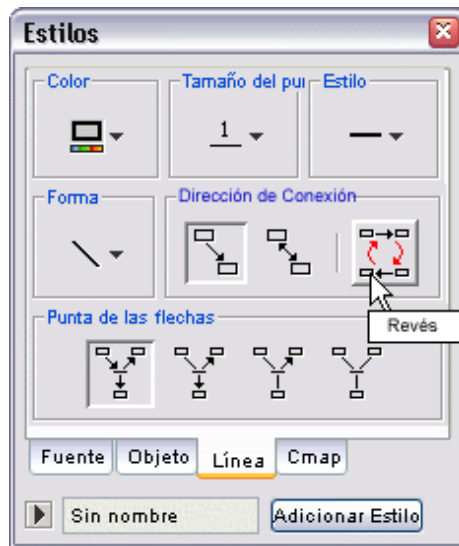 Estilos
Color
Tamaño del pui
Estilo
1
Forma
Dirección de Conexión
Revés
Punta de las flechas
Fuente
Objeto
Línea
Cmap
Sin nombre
Adicionar Estilo